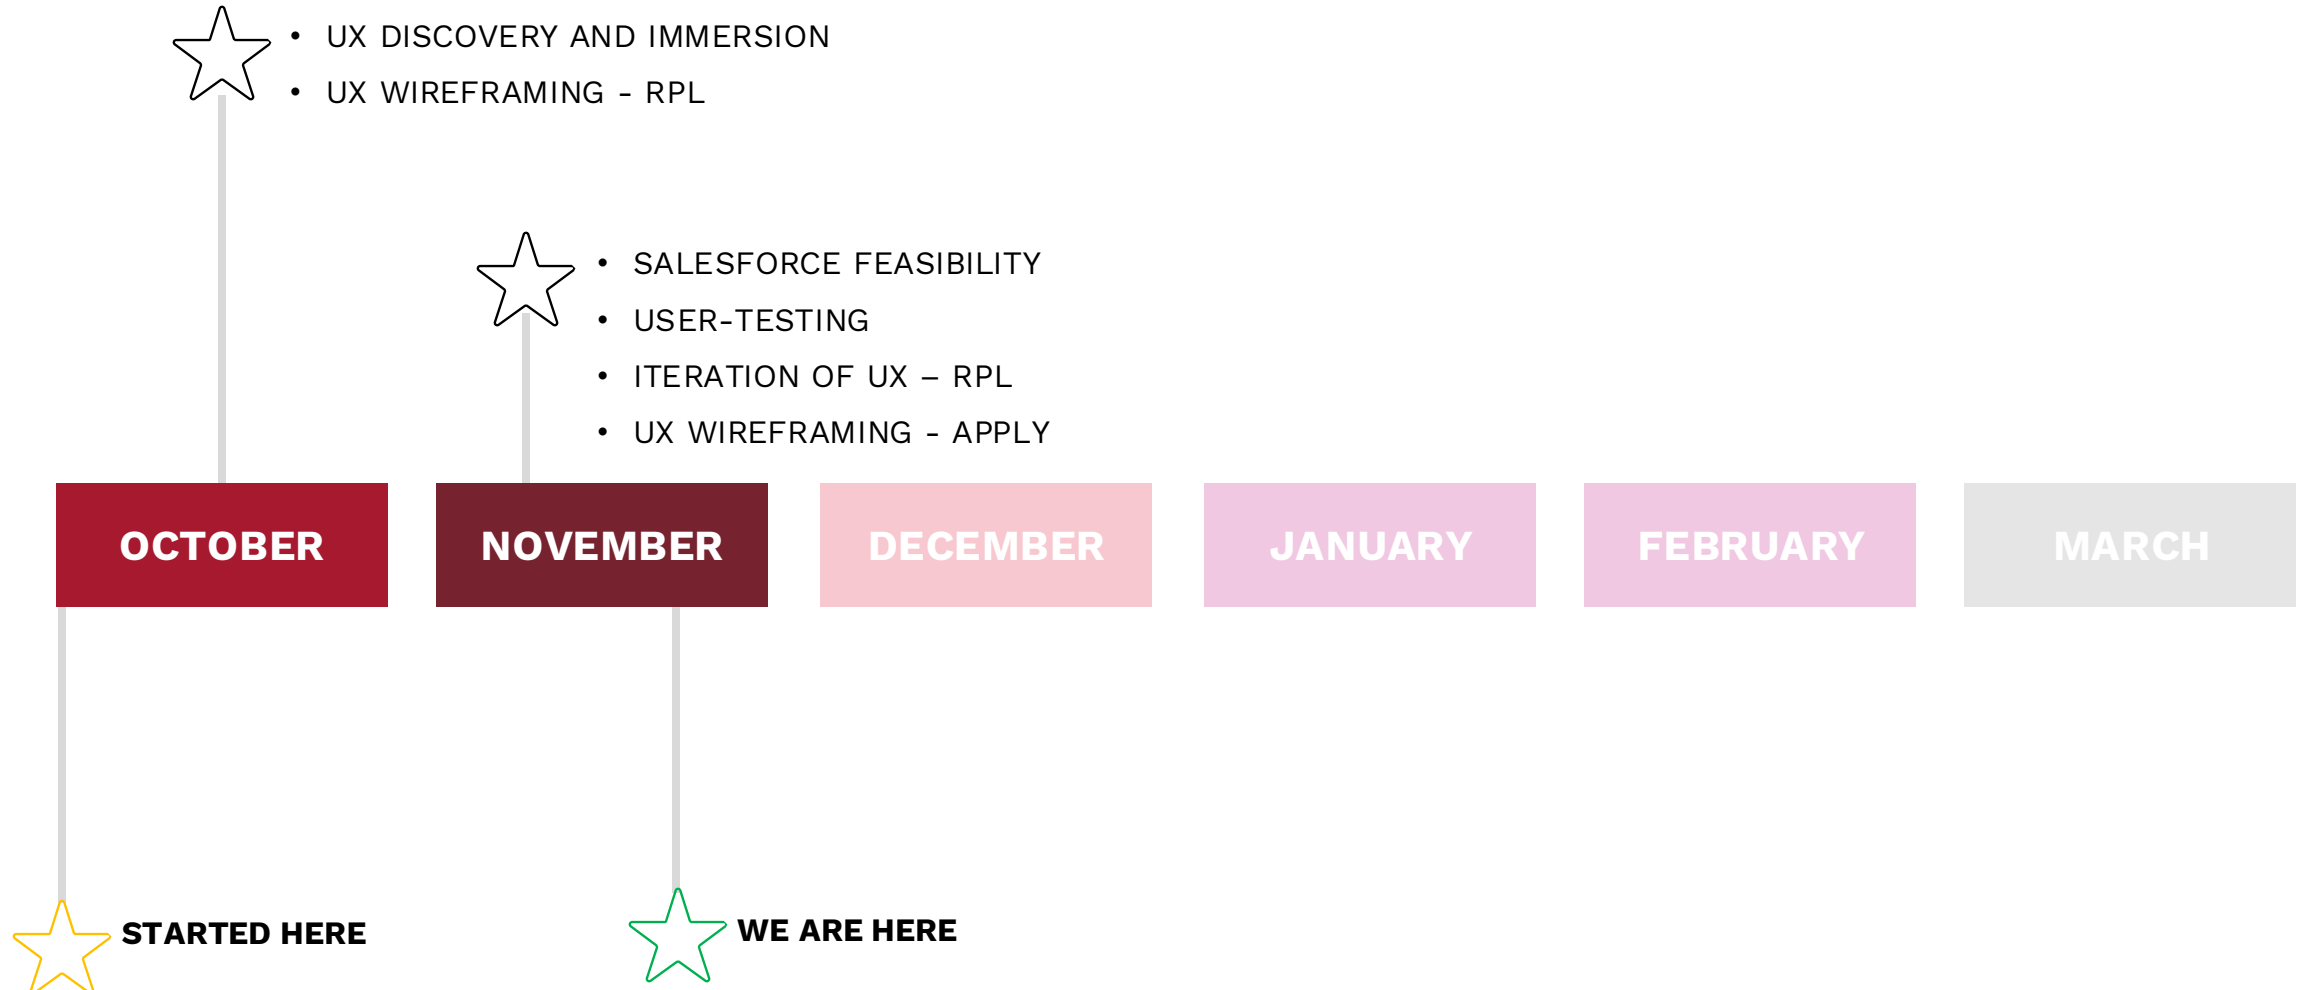 • UX DISCOVERY AND IMMERSION
• UX WIREFRAMING - RPL
• SALESFORCE FEASIBILITY
• USER-TESTING
• ITERATION OF UX – RPL
• UX WIREFRAMING - APPLY
OCTOBER
NOVEMBER
DECEMBER
JANUARY
FEBRUARY
MARCH
STARTED HERE
WE ARE HERE